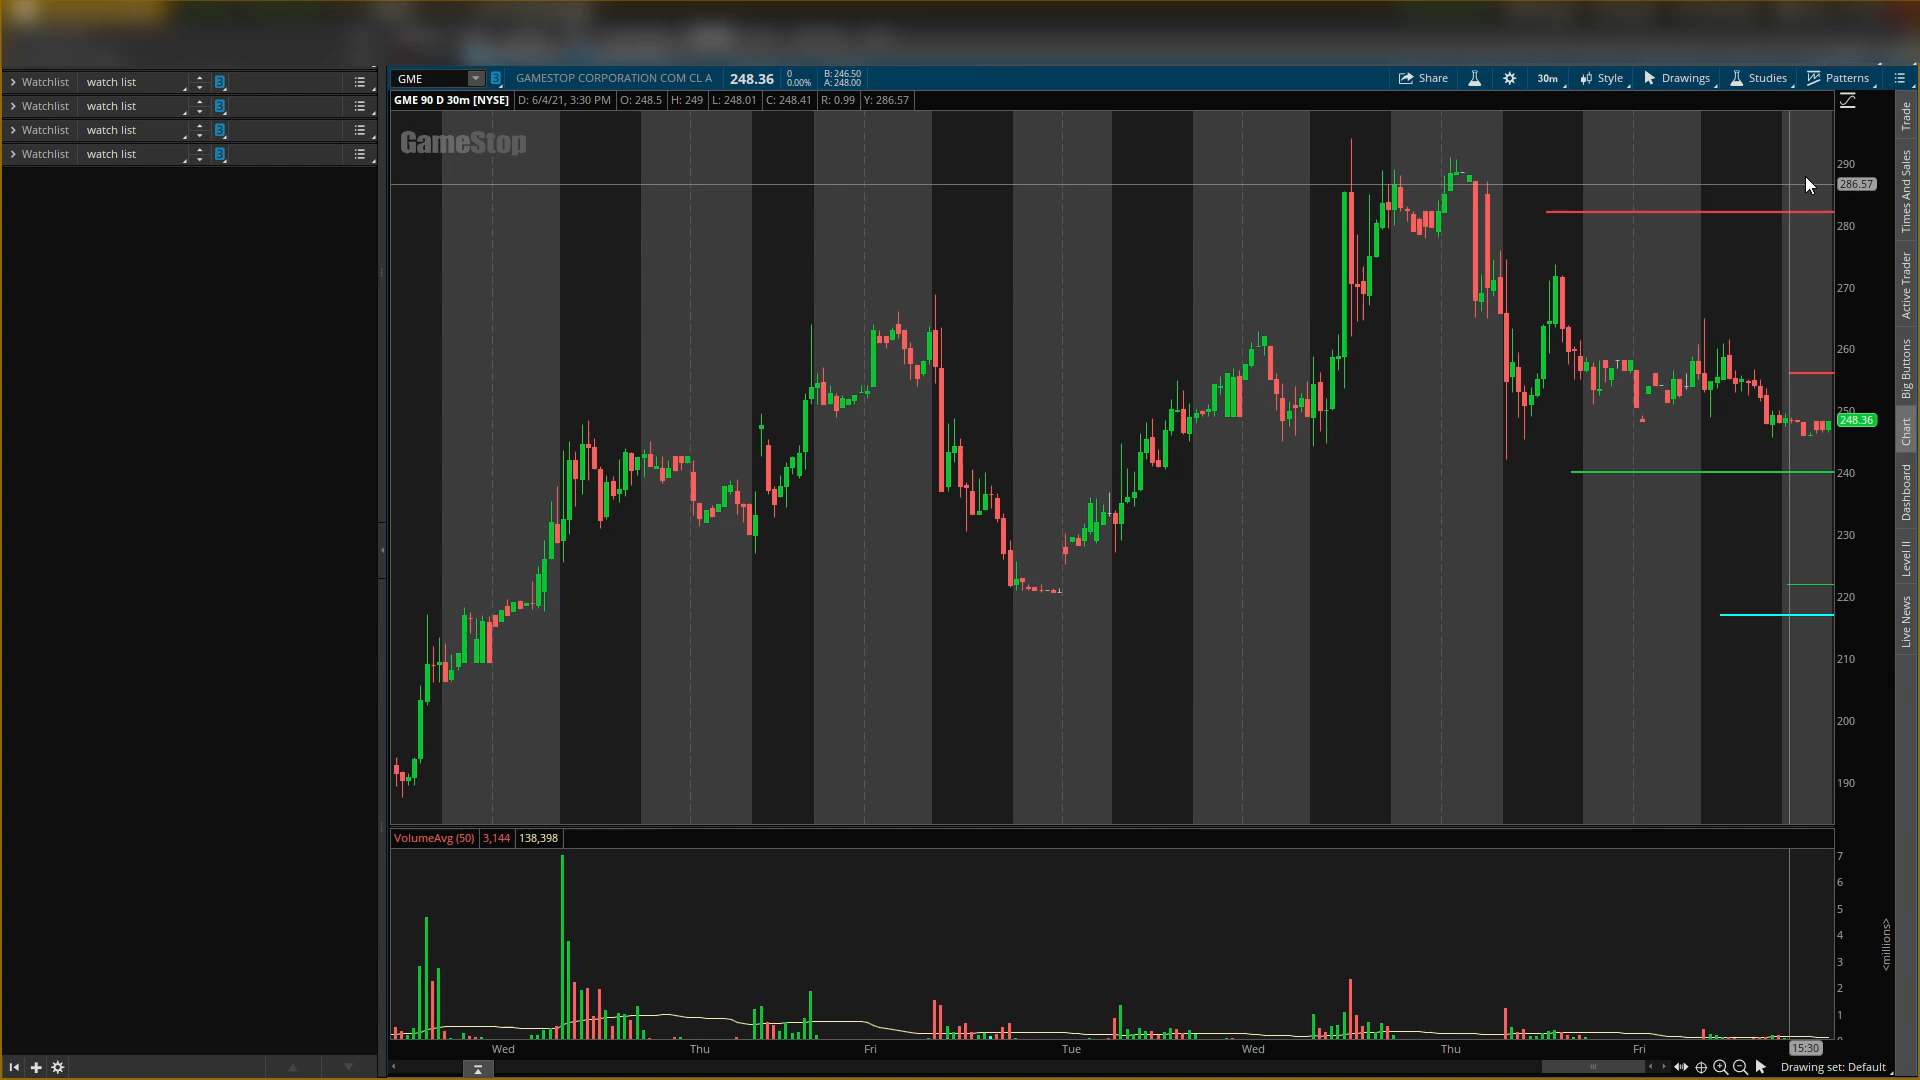 Watchlist watch list 3
Watchlist watch list 3
Watchlist watch list 3
Watchlist watch list 3
GME 3 GAMESTOP CORPORATION COM CL A 248.36 0 0.00% B: 246.50 A: 248.00 Share 30m Style Drawings Studies Patterns
GME 90 D 30m [NYSE] D: 6/4/21, 3:30 PM O: 248.5 H: 249 L: 248.01 C: 248.41 R: 0.99 Y: 286.57
GameStop
290
286.57
280
270
260
250
248.36
240
230
220
210
200
190
VolumeAvg (50) 3,144 138,398
7
6
5
4
3
2
1
<millions>
Wed Thu Fri Tue Wed Thu Fri 15:30
Drawing set: Default
Trade
Times And Sales
Active Trader
Big Buttons
Chart
Dashboard
Level II
Live News